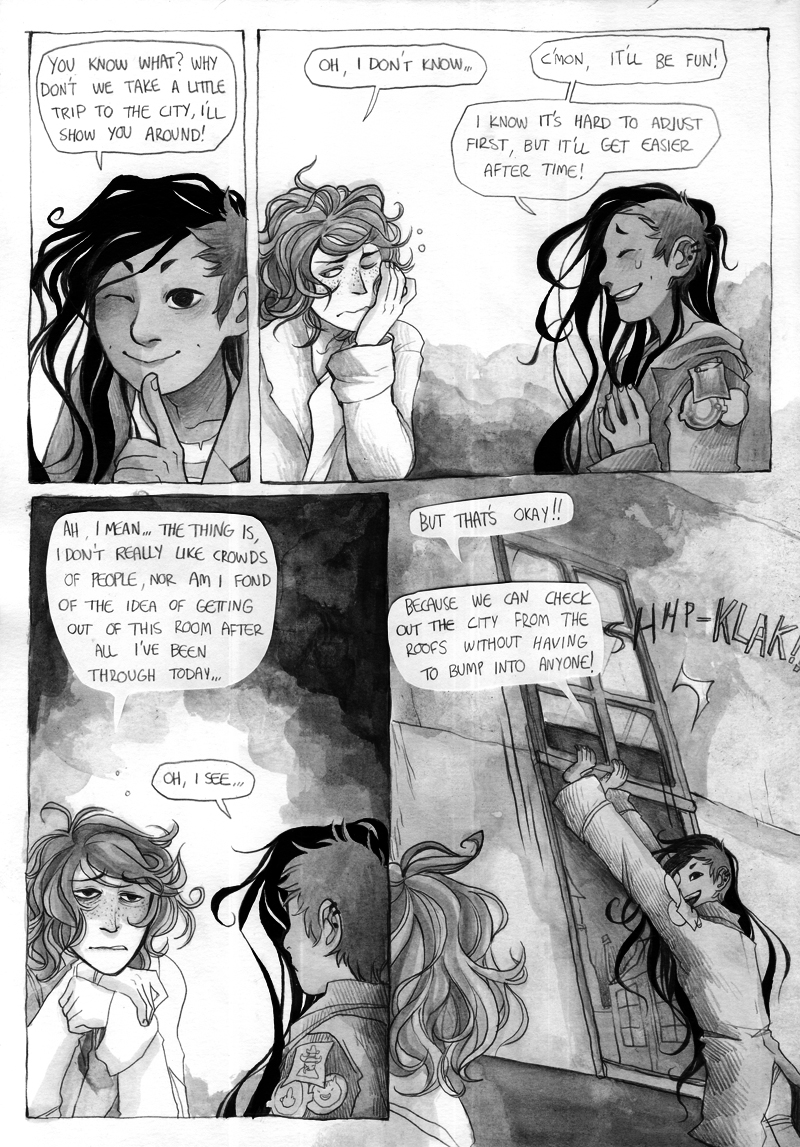 YOU KNOW WHAT? WHY
DON'T WE TAKE A LITTLE
TRIP TO THE CITY, I'LL
SHOW YOU AROUND!
OH, I DON'T KNOW...
C'MON, IT'LL BE FUN!
I KNOW IT'S HARD TO ADJUST
FIRST, BUT IT'LL GET EASIER
AFTER TIME!
AH, I MEAN... THE THING IS,
I DON'T REALLY LIKE CROWDS
OF PEOPLE, NOR AM I FOND
OF THE IDEA OF GETTING
OUT OF THIS ROOM AFTER
ALL I'VE BEEN
THROUGH TODAY...
OH, I SEE...
BUT THAT'S OKAY!!
BECAUSE WE CAN CHECK
OUT THE CITY FROM THE
ROOFS WITHOUT HAVING
TO BUMP INTO ANYONE!
SHHP-KLAK!!